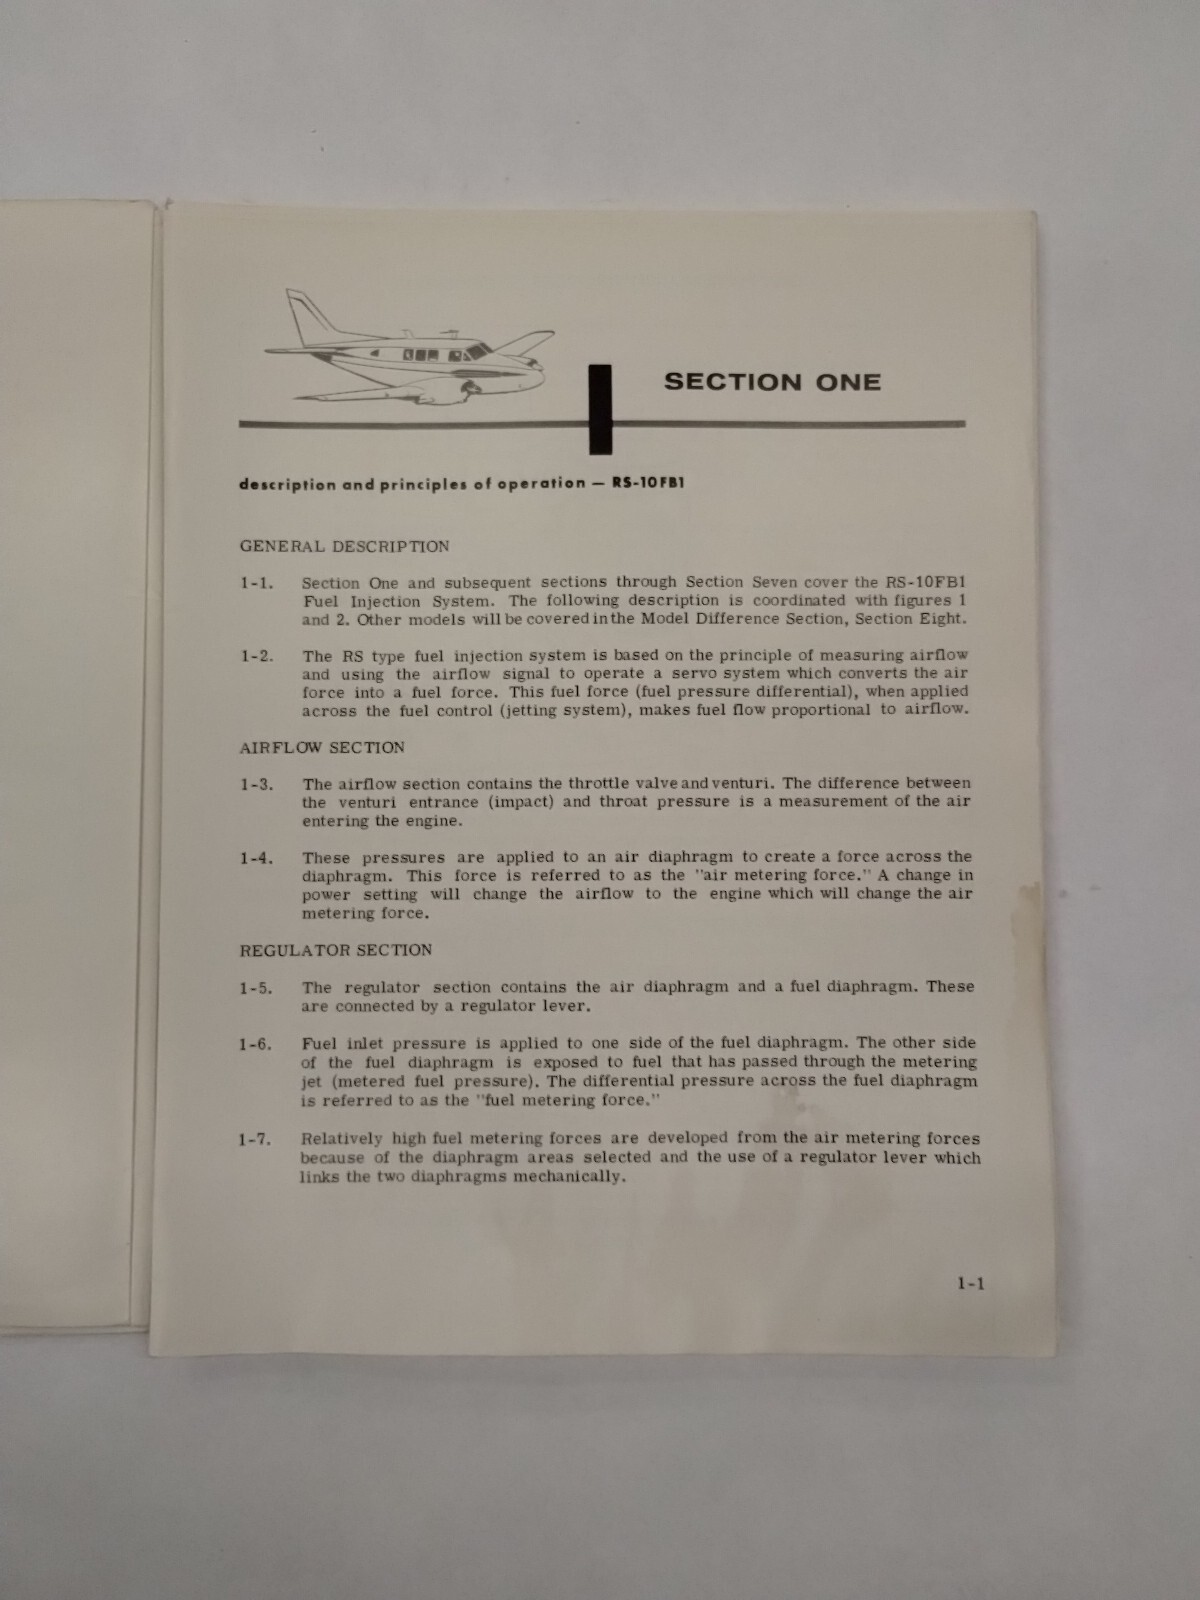 SECTION ONE
description and principles of operation — RS-10FB1
GENERAL DESCRIPTION
1-1. Section One and subsequent sections through Section Seven cover the RS-10FB1
Fuel Injection System. The following description is coordinated with figures 1
and 2. Other models will be covered in the Model Difference Section, Section Eight.
1-2. The RS type fuel injection system is based on the principle of measuring airflow
and using the airflow signal to operate a servo system which converts the air
force into a fuel force. This fuel force (fuel pressure differential), when applied
across the fuel control (jetting system), makes fuel flow proportional to airflow.
AIRFLOW SECTION
1-3. The airflow section contains the throttle valve and venturi. The difference between
the venturi entrance (impact) and throat pressure is a measurement of the air
entering the engine.
1-4. These pressures are applied to an air diaphragm to create a force across the
diaphragm. This force is referred to as the "air metering force." A change in
power setting will change the airflow to the engine which will change the air
metering force.
REGULATOR SECTION
1-5. The regulator section contains the air diaphragm and a fuel diaphragm. These
are connected by a regulator lever.
1-6. Fuel inlet pressure is applied to one side of the fuel diaphragm. The other side
of the fuel diaphragm is exposed to fuel that has passed through the metering
jet (metered fuel pressure). The differential pressure across the fuel diaphragm
is referred to as the "fuel metering force."
1-7. Relatively high fuel metering forces are developed from the air metering forces
because of the diaphragm areas selected and the use of a regulator lever which
links the two diaphragms mechanically.
1-1